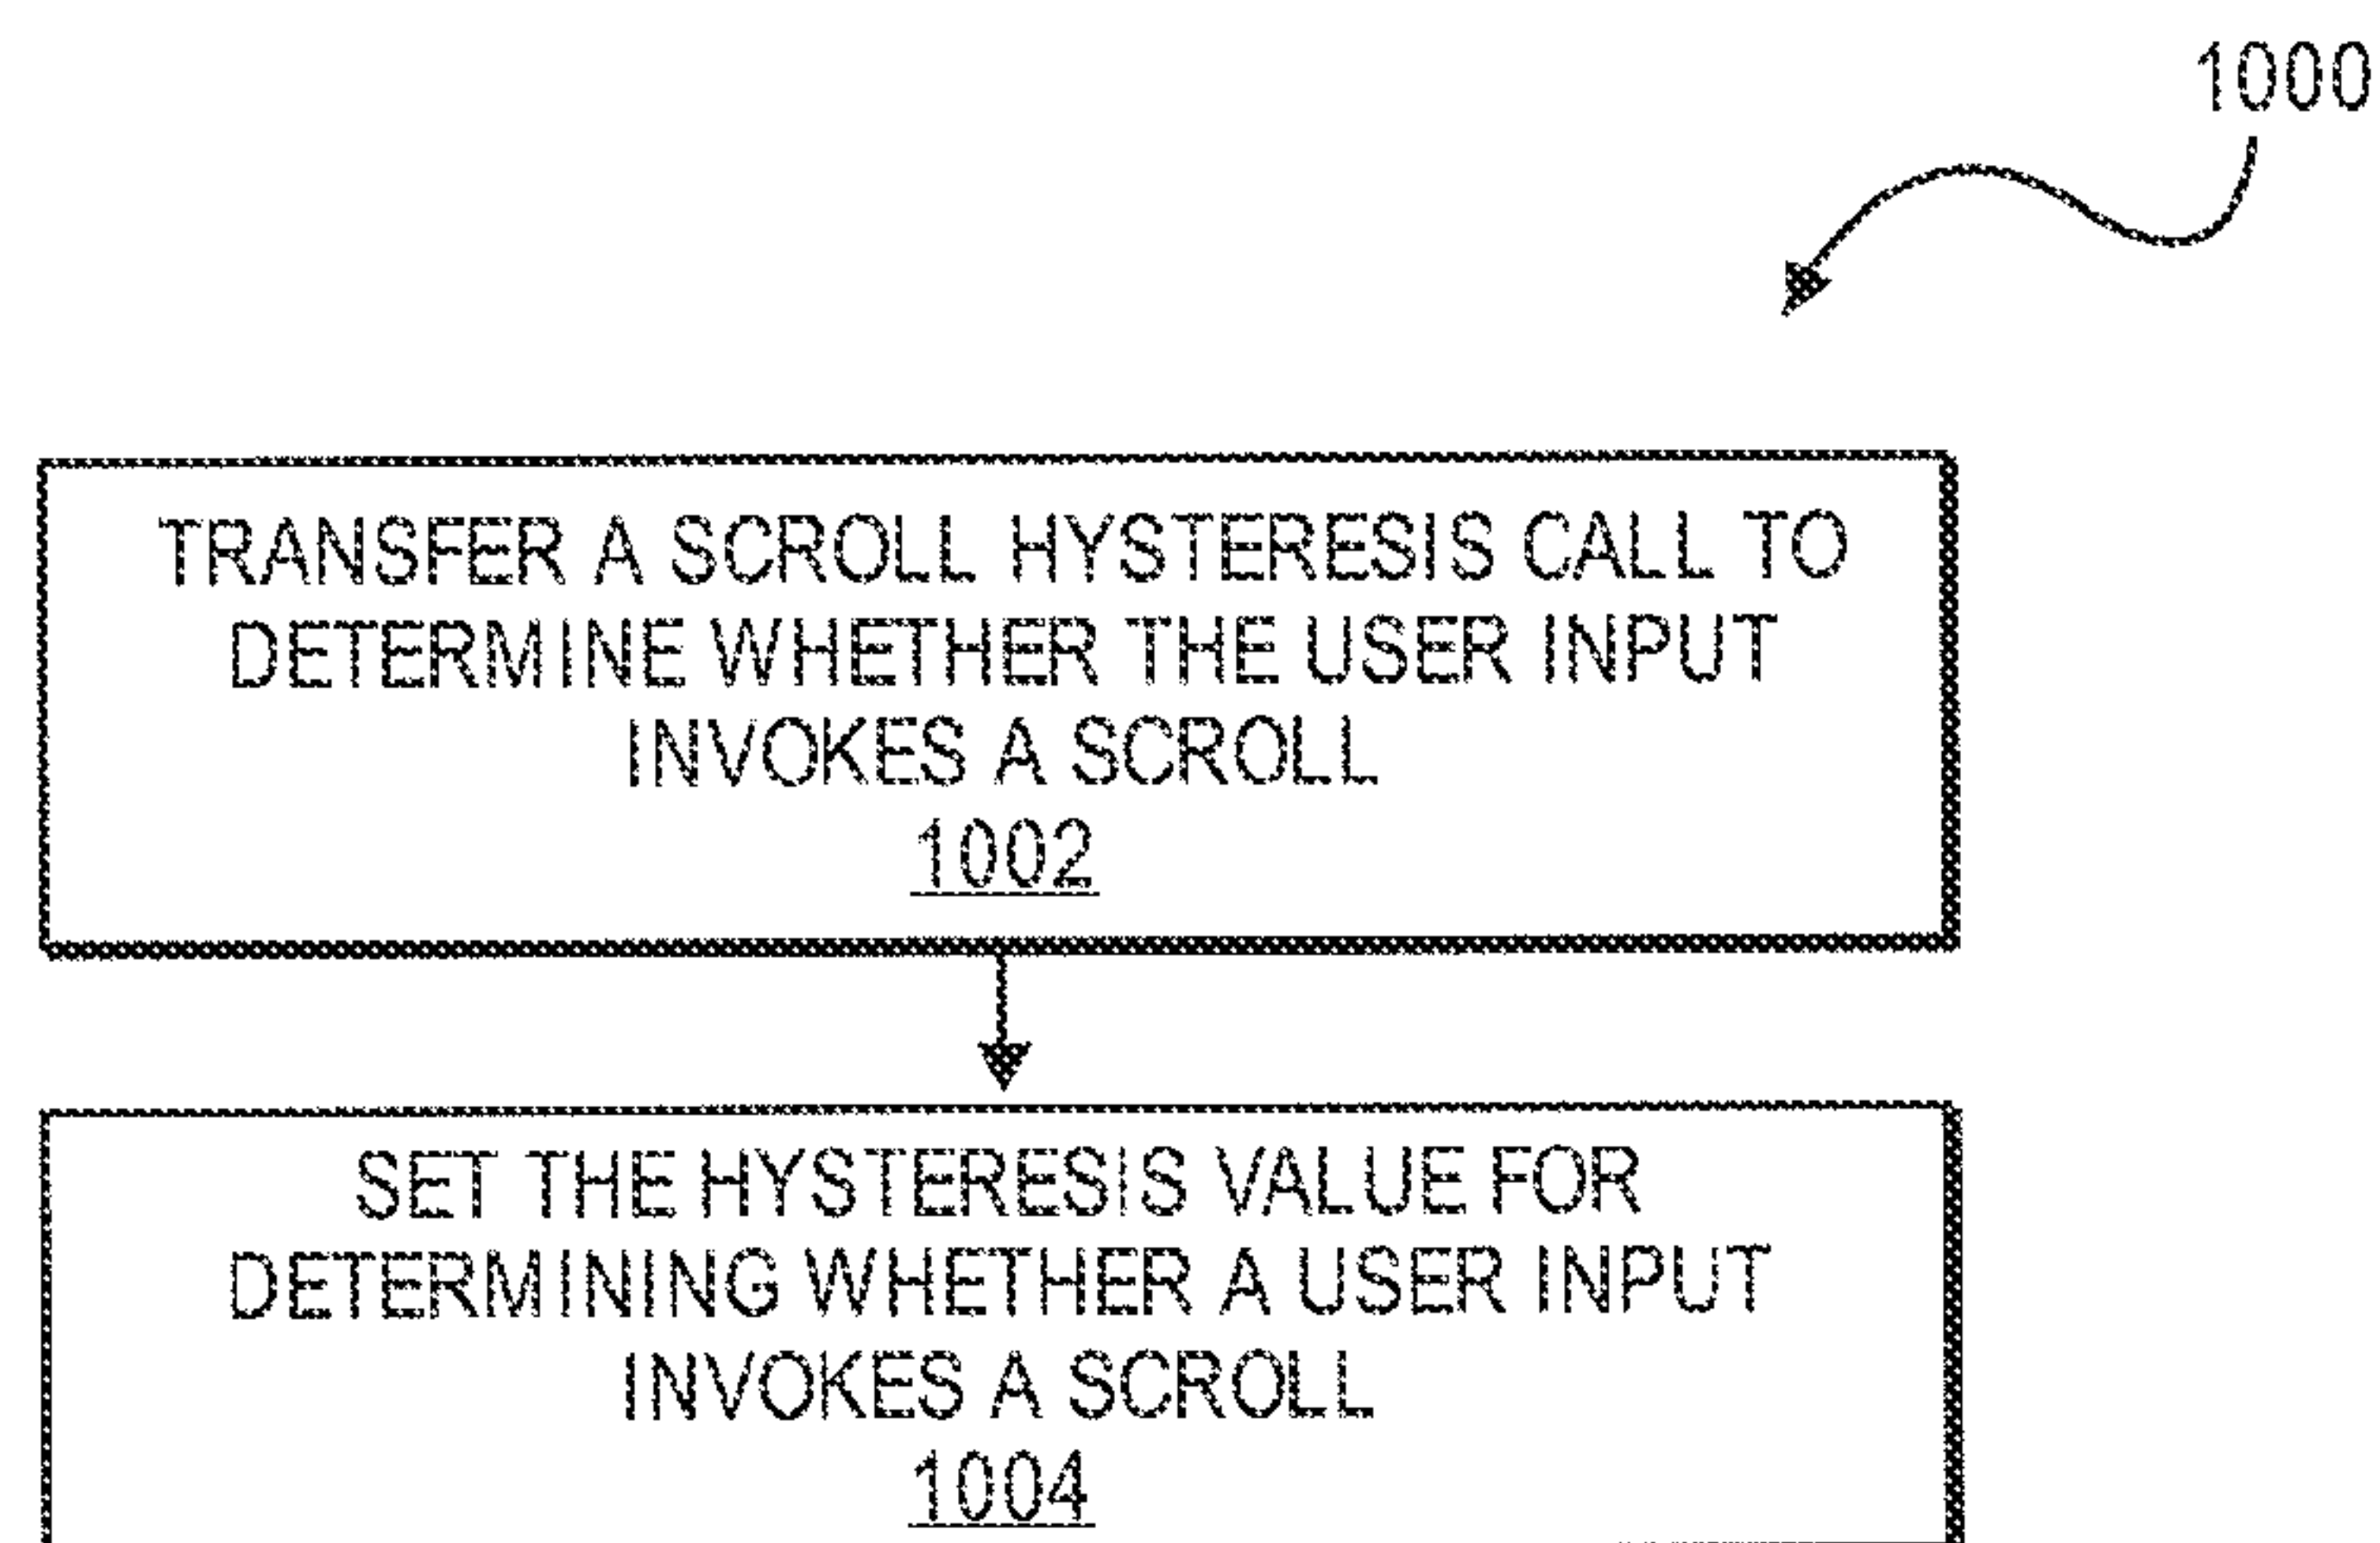 1000
TRANSFER A SCROLL HYSTERESIS CALL TO
DETERMINE WHETHER THE USER INPUT
INVOKES A SCROLL
1002
SET THE HYSTERESIS VALUE FOR
DETERMINING WHETHER A USER INPUT
INVOKES A SCROLL
1004